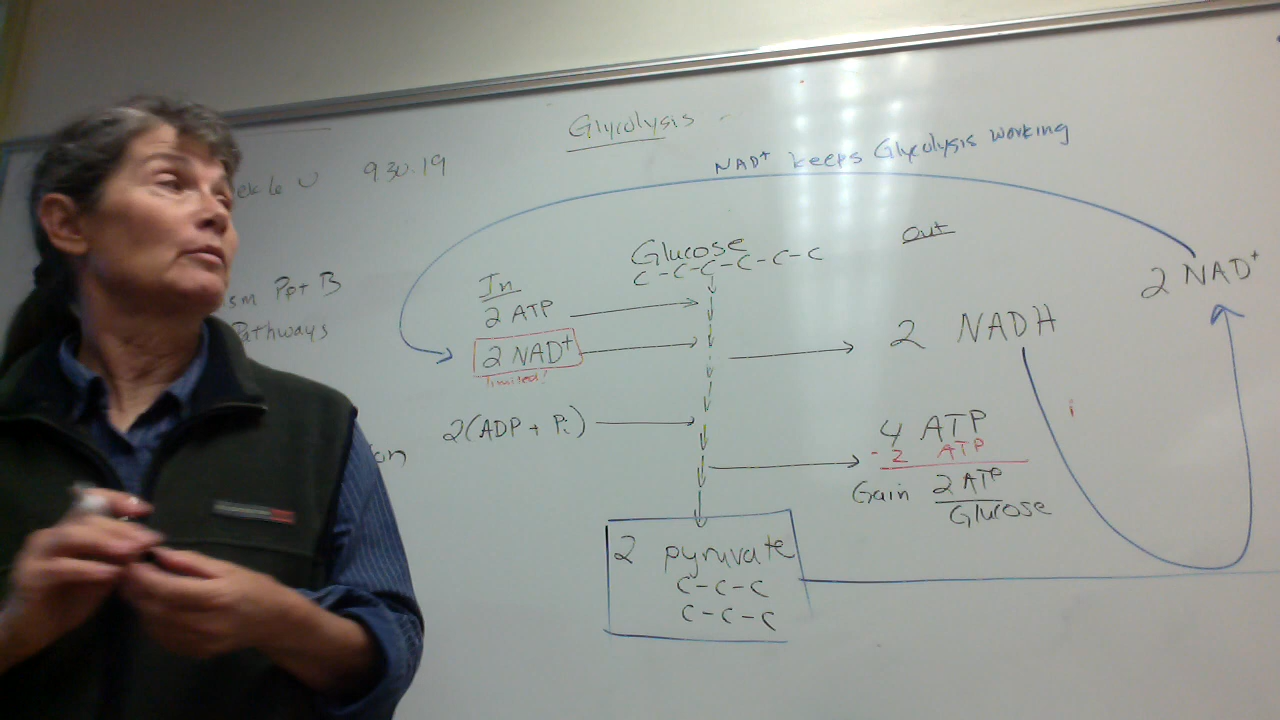 Glycolysis
NAD⁺ keeps Glycolysis working
9.30.19
Ppt B
Pathways
In
Glucose
C-C-C-C-C-C
Out
2 ATP
2 NAD⁺
limited!
2 NADH
2 NAD⁺
2(ADP + Pi)
4 ATP
- 2 ATP
Gain 2 ATP
Glucose
2 pyruvate
C-C-C
C-C-C